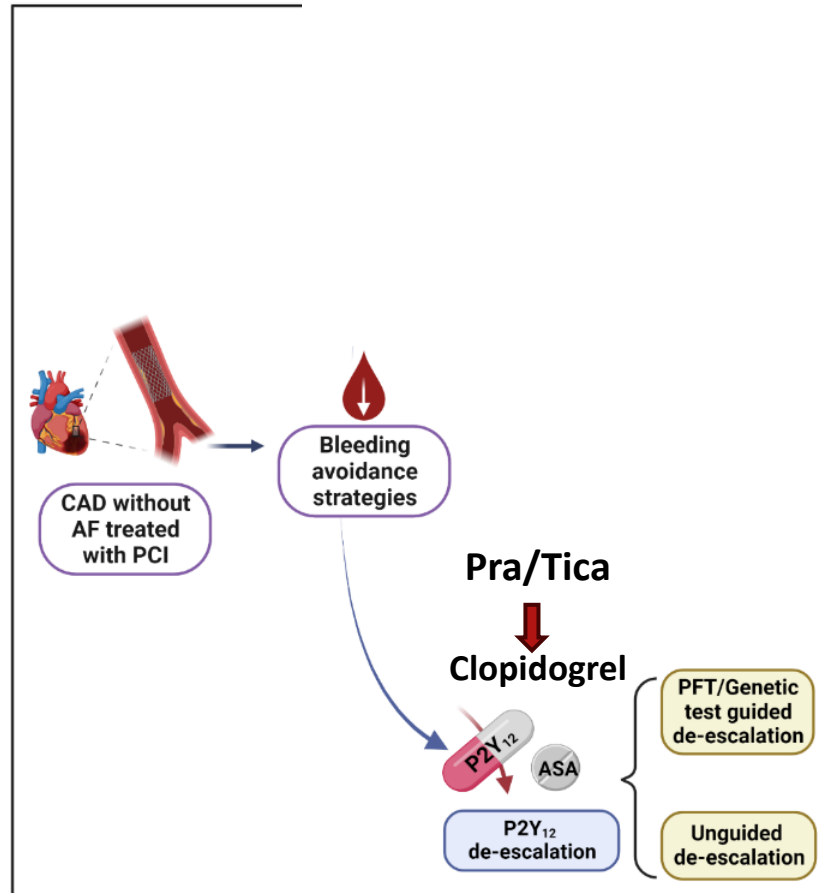 Bleeding
avoidance
strategies
CAD without
AF treated
with PCI
Pra/Tica
Clopidogrel
P2Y₁₂
ASA
P2Y₁₂
de-escalation
PFT/Genetic
test guided
de-escalation
Unguided
de-escalation